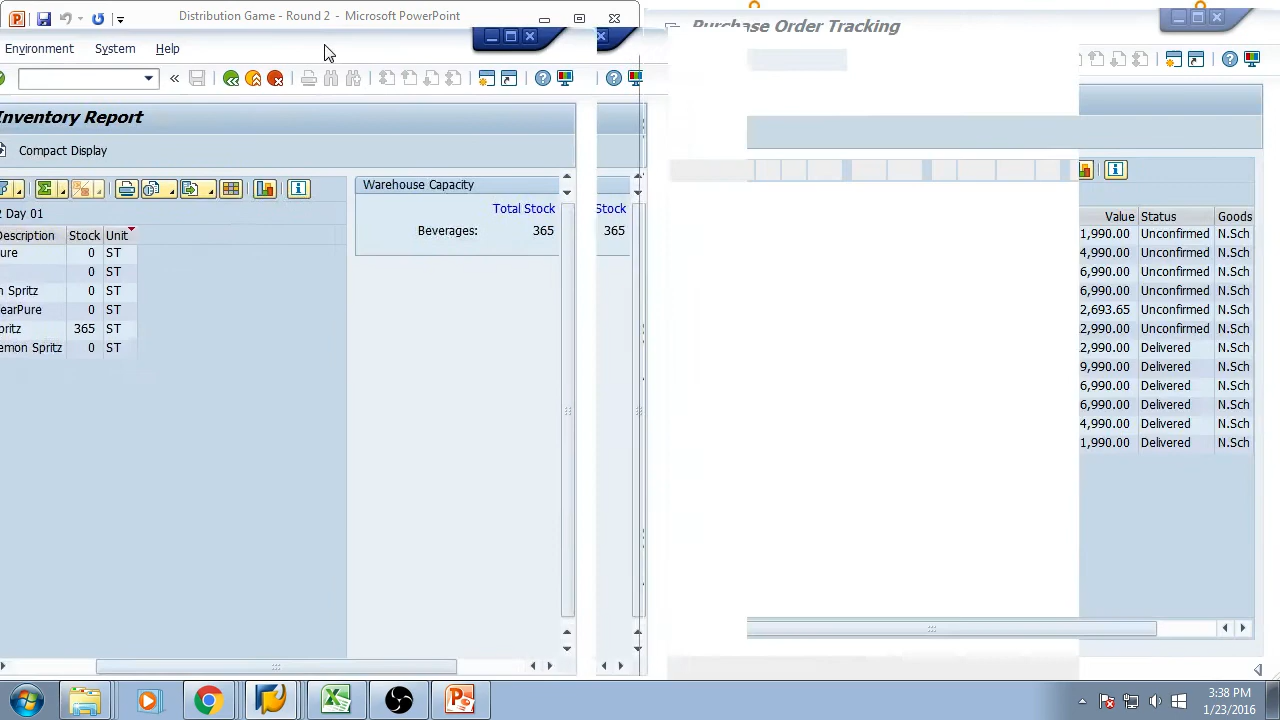 Distribution Game - Round 2 - Microsoft PowerPoint
Purchase Order Tracking
Environment System Help
Inventory Report
Compact Display
Warehouse Capacity
Total Stock Stock
Beverages: 365 365
2 Day 01
Description Stock Unit
ure 0 ST
0 ST
n Spritz 0 ST
earPure 0 ST
pritz 365 ST
emon Spritz 0 ST
Value Status Goods
1,990.00 Unconfirmed N.Sch
4,990.00 Unconfirmed N.Sch
6,990.00 Unconfirmed N.Sch
6,990.00 Unconfirmed N.Sch
2,693.65 Unconfirmed N.Sch
2,990.00 Unconfirmed N.Sch
2,990.00 Delivered N.Sch
9,990.00 Delivered N.Sch
6,990.00 Delivered N.Sch
6,990.00 Delivered N.Sch
4,990.00 Delivered N.Sch
1,990.00 Delivered N.Sch
3:38 PM
1/23/2016